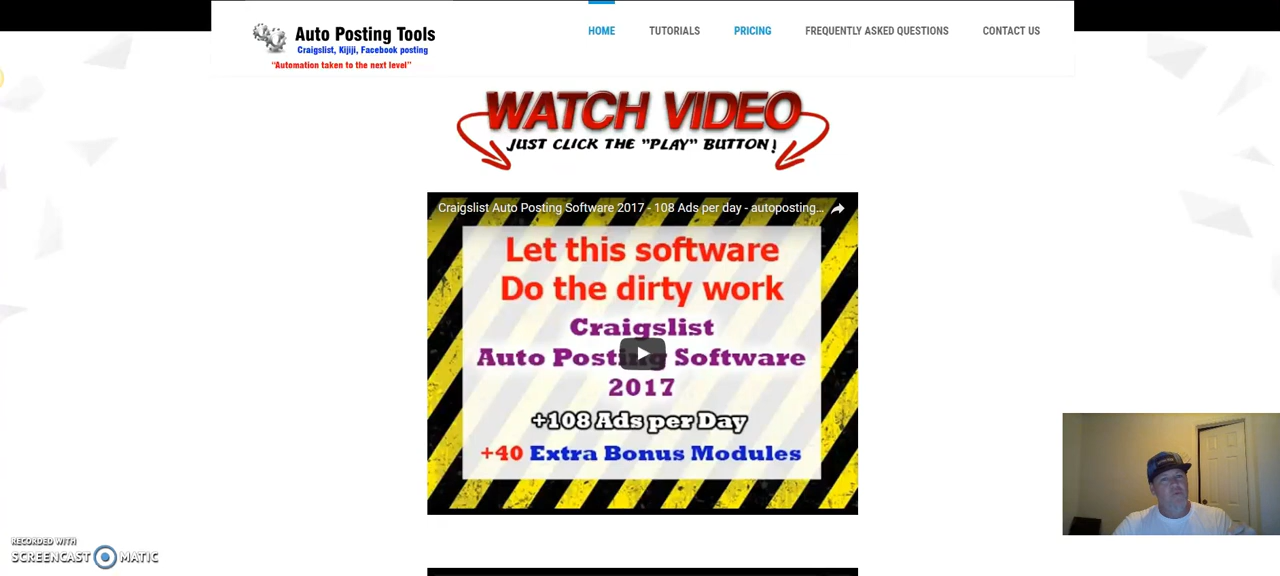 Auto Posting Tools
Craigslist, Kijiji, Facebook posting
"Automation taken to the next level"
HOME TUTORIALS PRICING FREQUENTLY ASKED QUESTIONS CONTACT US
WATCH VIDEO
JUST CLICK THE "PLAY" BUTTON!
Craigslist Auto Posting Software 2017 - 108 Ads per day - autoposting...
Let this software
Do the dirty work
Craigslist
Auto Posting Software
2017
+108 Ads per Day
+40 Extra Bonus Modules
RECORDED WITH
SCREENCAST MATIC